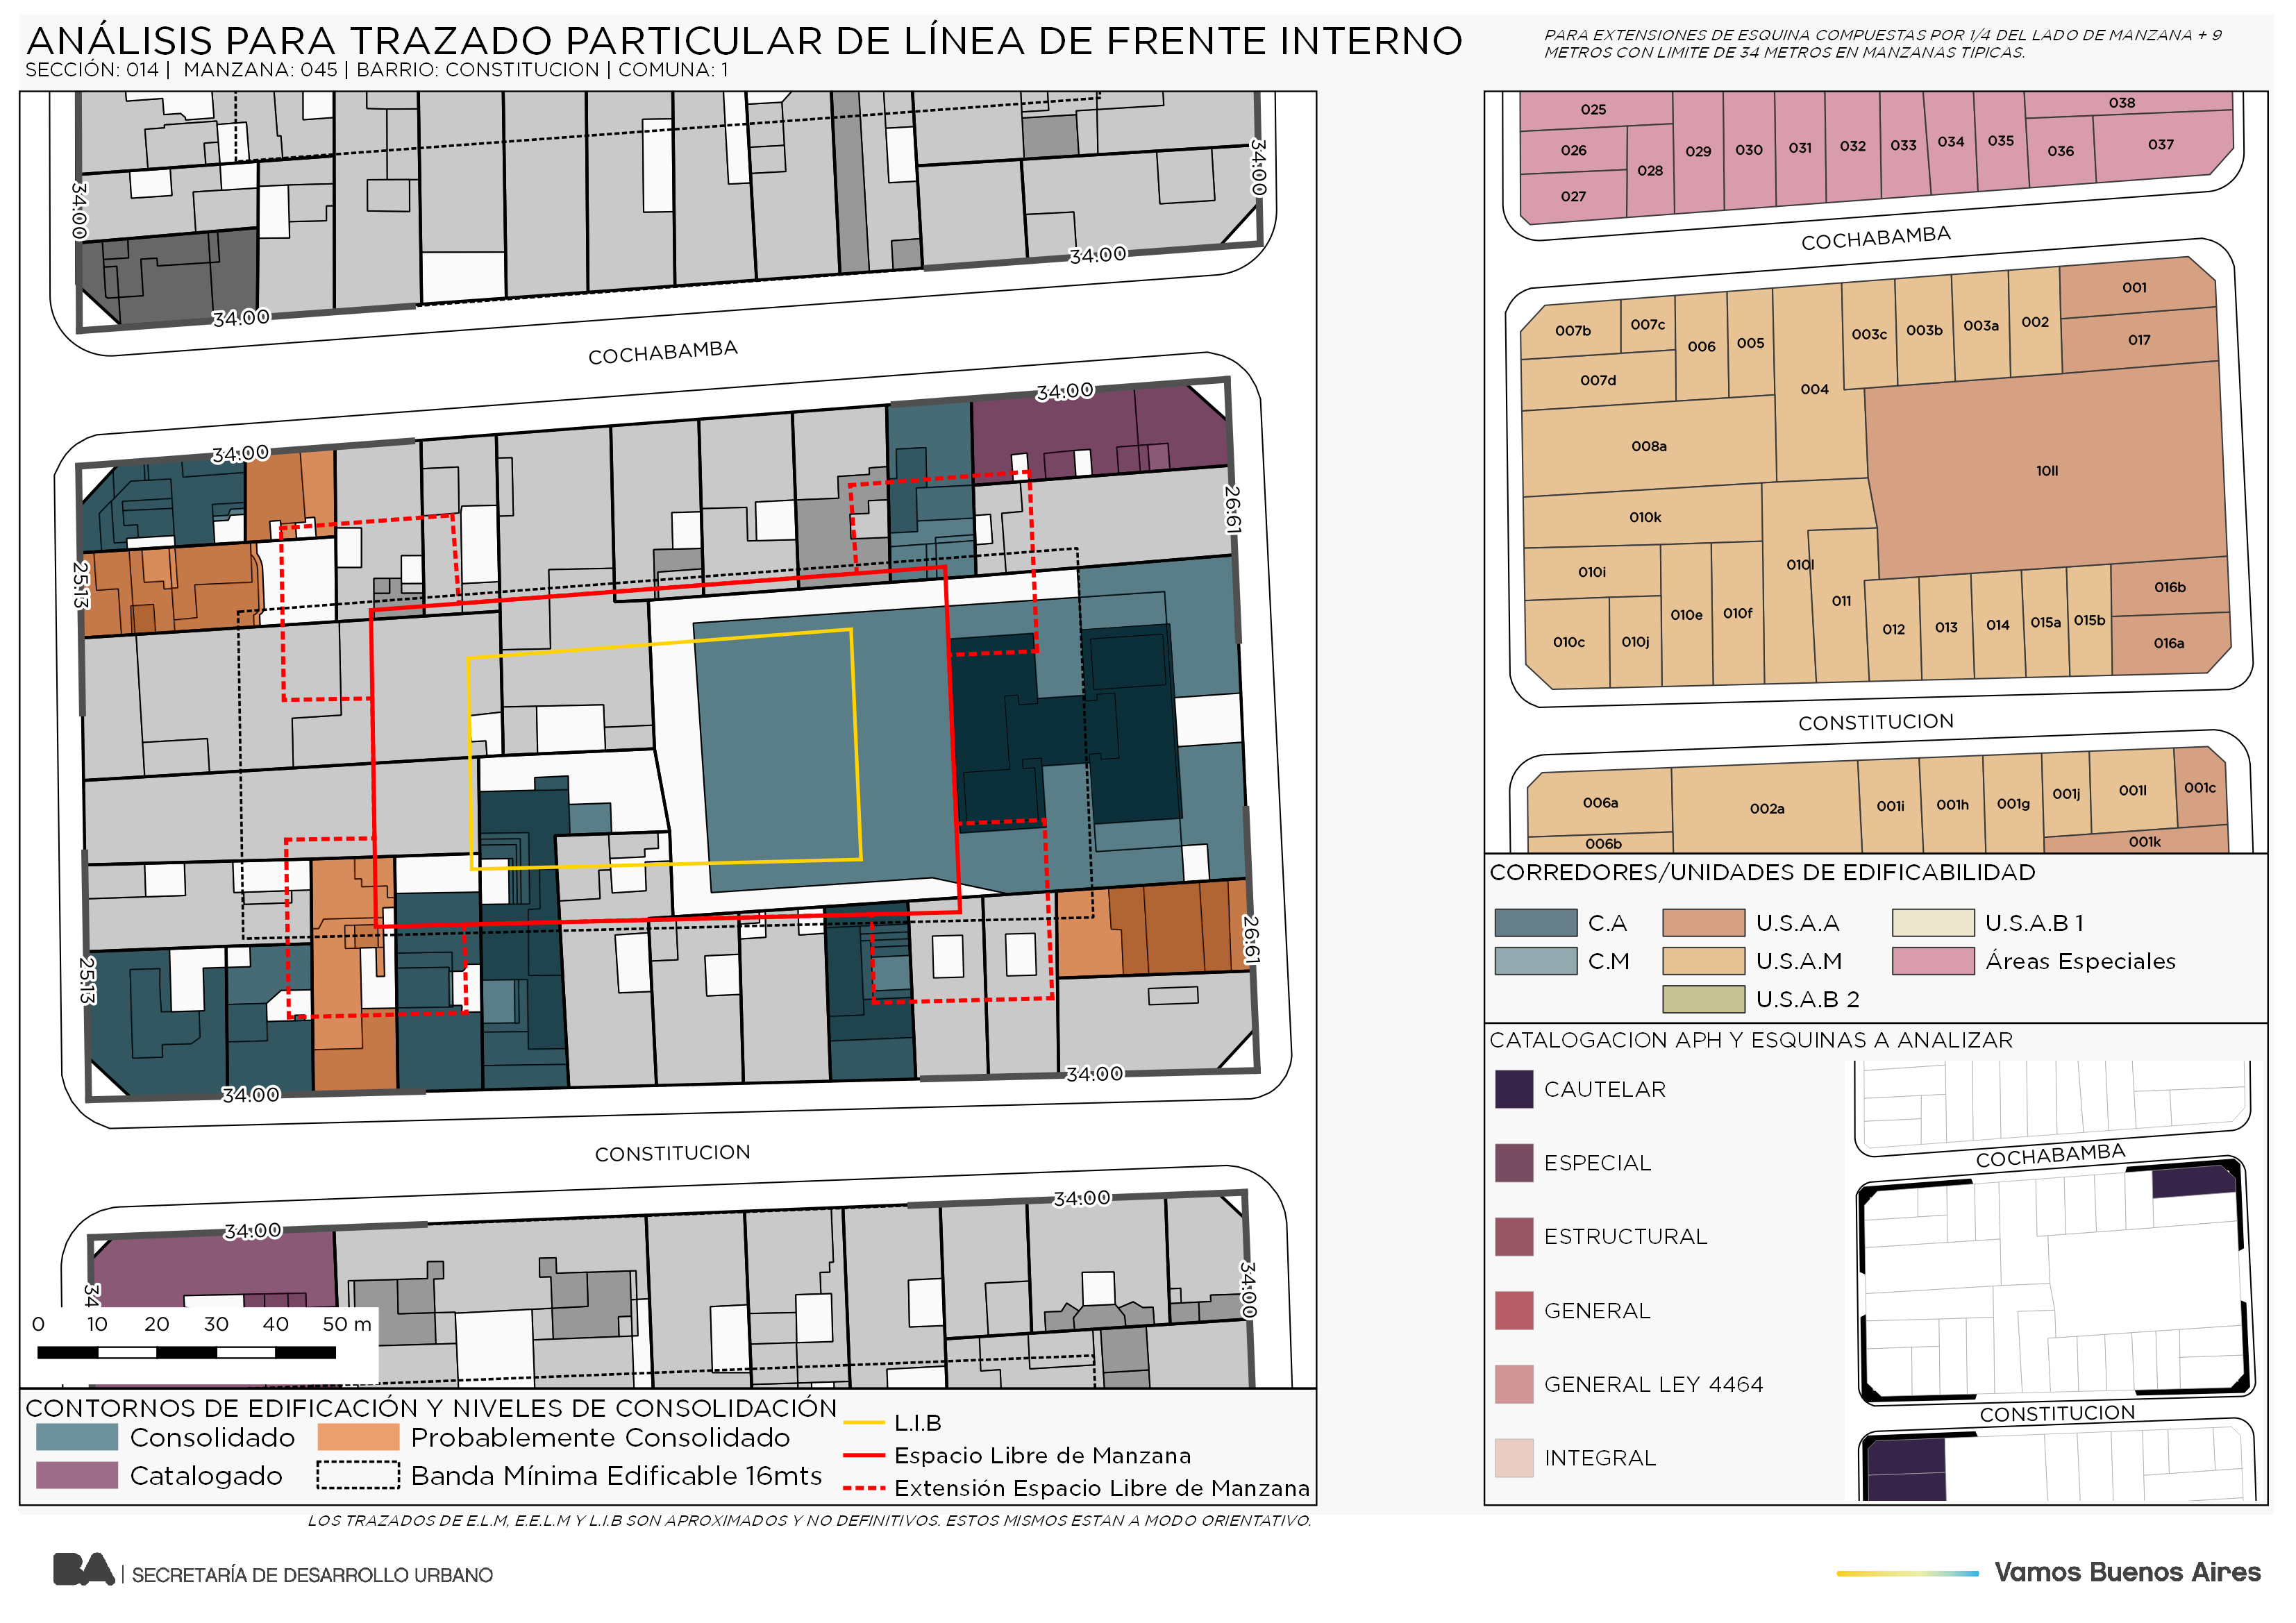 ANÁLISIS PARA TRAZADO PARTICULAR DE LÍNEA DE FRENTE INTERNO
SECCIÓN: 014 | MANZANA: 045 | BARRIO: CONSTITUCION | COMUNA: 1
PARA EXTENSIONES DE ESQUINA COMPUESTAS POR 1/4 DEL LADO DE MANZANA + 9
METROS CON LIMITE DE 34 METROS EN MANZANAS TIPICAS.
34.00
34.00
34.00
34.00
COCHABAMBA
34.00
34.00
25.13
26.61
25.13
26.61
34.00
34.00
CONSTITUCION
34.00
34.00
34
34.00
0 10 20 30 40 50 m
CONTORNOS DE EDIFICACIÓN Y NIVELES DE CONSOLIDACIÓN
Consolidado
Probablemente Consolidado
Catalogado
Banda Mínima Edificable 16mts
L.I.B
Espacio Libre de Manzana
Extensión Espacio Libre de Manzana
LOS TRAZADOS DE E.L.M, E.E.L.M Y L.I.B SON APROXIMADOS Y NO DEFINITIVOS. ESTOS MISMOS ESTAN A MODO ORIENTATIVO.
025
026
027
028
029
030
031
032
033
034
035
036
037
038
COCHABAMBA
007b
007c
006
005
004
003c
003b
003a
002
001
017
007d
008a
10II
010k
010i
010l
010e
010f
011
010c
010j
012
013
014
015a
015b
016b
016a
CONSTITUCION
006a
006b
002a
001i
001h
001g
001j
001l
001c
001k
CORREDORES/UNIDADES DE EDIFICABILIDAD
C.A
U.S.A.A
U.S.A.B 1
C.M
U.S.A.M
Áreas Especiales
U.S.A.B 2
CATALOGACION APH Y ESQUINAS A ANALIZAR
CAUTELAR
ESPECIAL
ESTRUCTURAL
GENERAL
GENERAL LEY 4464
INTEGRAL
COCHABAMBA
CONSTITUCION
BA | SECRETARÍA DE DESARROLLO URBANO
Vamos Buenos Aires